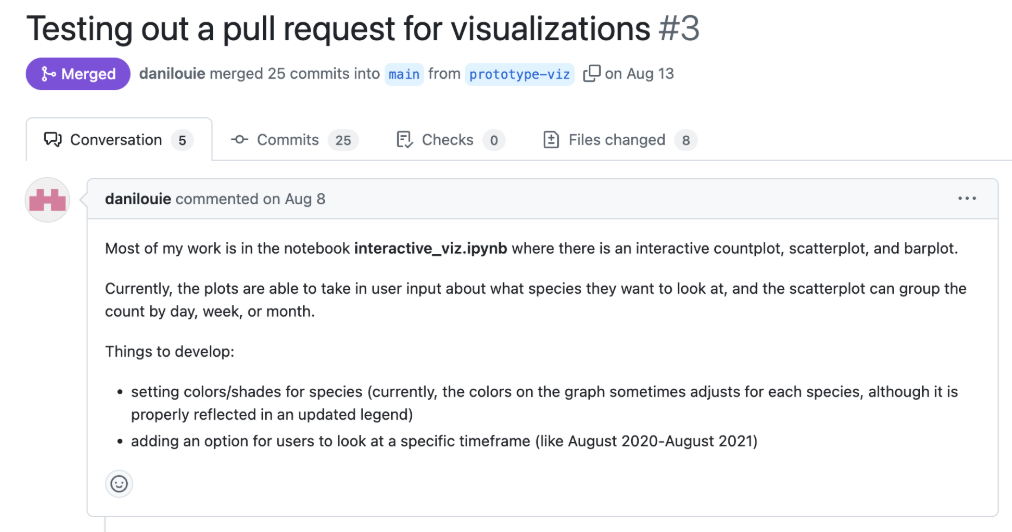 Testing out a pull request for visualizations #3
Merged danilouie merged 25 commits into main from prototype-viz on Aug 13
Conversation 5 Commits 25 Checks 0 Files changed 8
danilouie commented on Aug 8
Most of my work is in the notebook interactive_viz.ipynb where there is an interactive countplot, scatterplot, and barplot.
Currently, the plots are able to take in user input about what species they want to look at, and the scatterplot can group the
count by day, week, or month.
Things to develop:
• setting colors/shades for species (currently, the colors on the graph sometimes adjusts for each species, although it is
properly reflected in an updated legend)
• adding an option for users to look at a specific timeframe (like August 2020-August 2021)